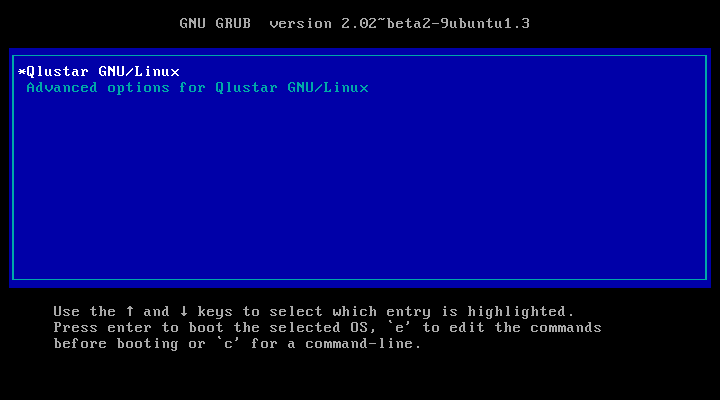 GNU GRUB  version 2.02~beta2-9ubuntu1.3
*Qlustar GNU/Linux
Advanced options for Qlustar GNU/Linux
Use the ↑ and ↓ keys to select which entry is highlighted.
Press enter to boot the selected OS, `e' to edit the commands
before booting or `c' for a command-line.